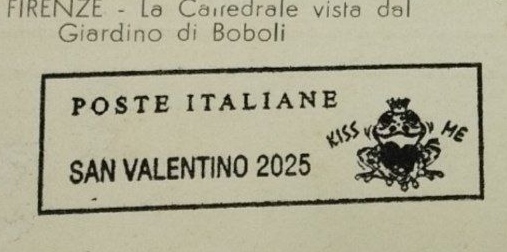 FIRENZE - La Cattedrale vista dal
Giardino di Boboli
POSTE ITALIANE
KISS ME
SAN VALENTINO 2025